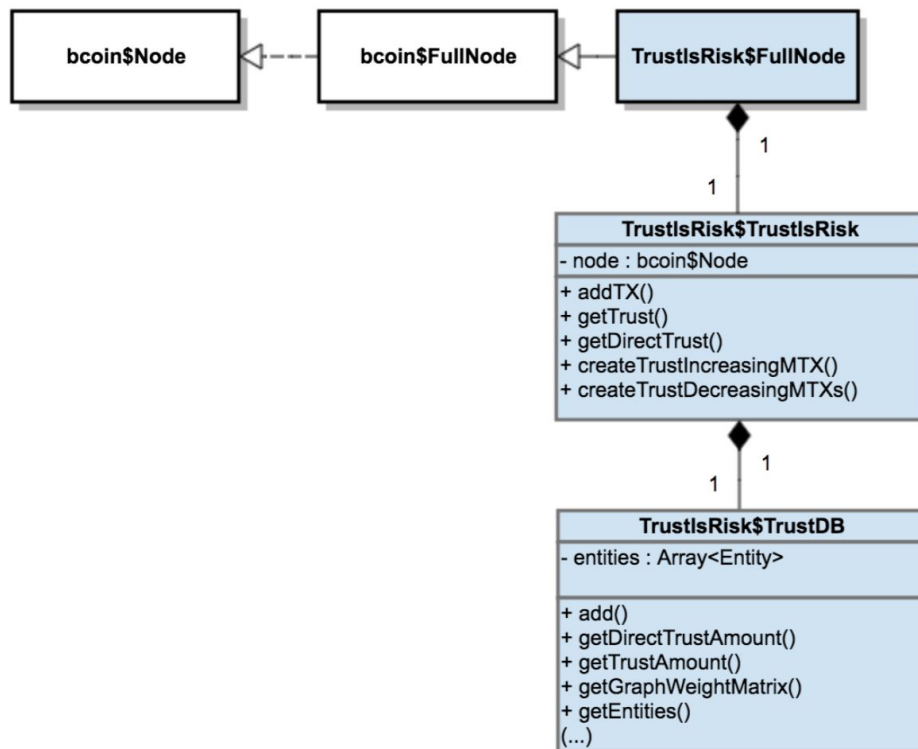 bcoin$Node
bcoin$FullNode
TrustIsRisk$FullNode
1
1
TrustIsRisk$TrustIsRisk
- node : bcoin$Node
+ addTX()
+ getTrust()
+ getDirectTrust()
+ createTrustIncreasingMTX()
+ createTrustDecreasingMTXs()
1
1
TrustIsRisk$TrustDB
- entities : Array<Entity>
+ add()
+ getDirectTrustAmount()
+ getTrustAmount()
+ getGraphWeightMatrix()
+ getEntities()
(...)